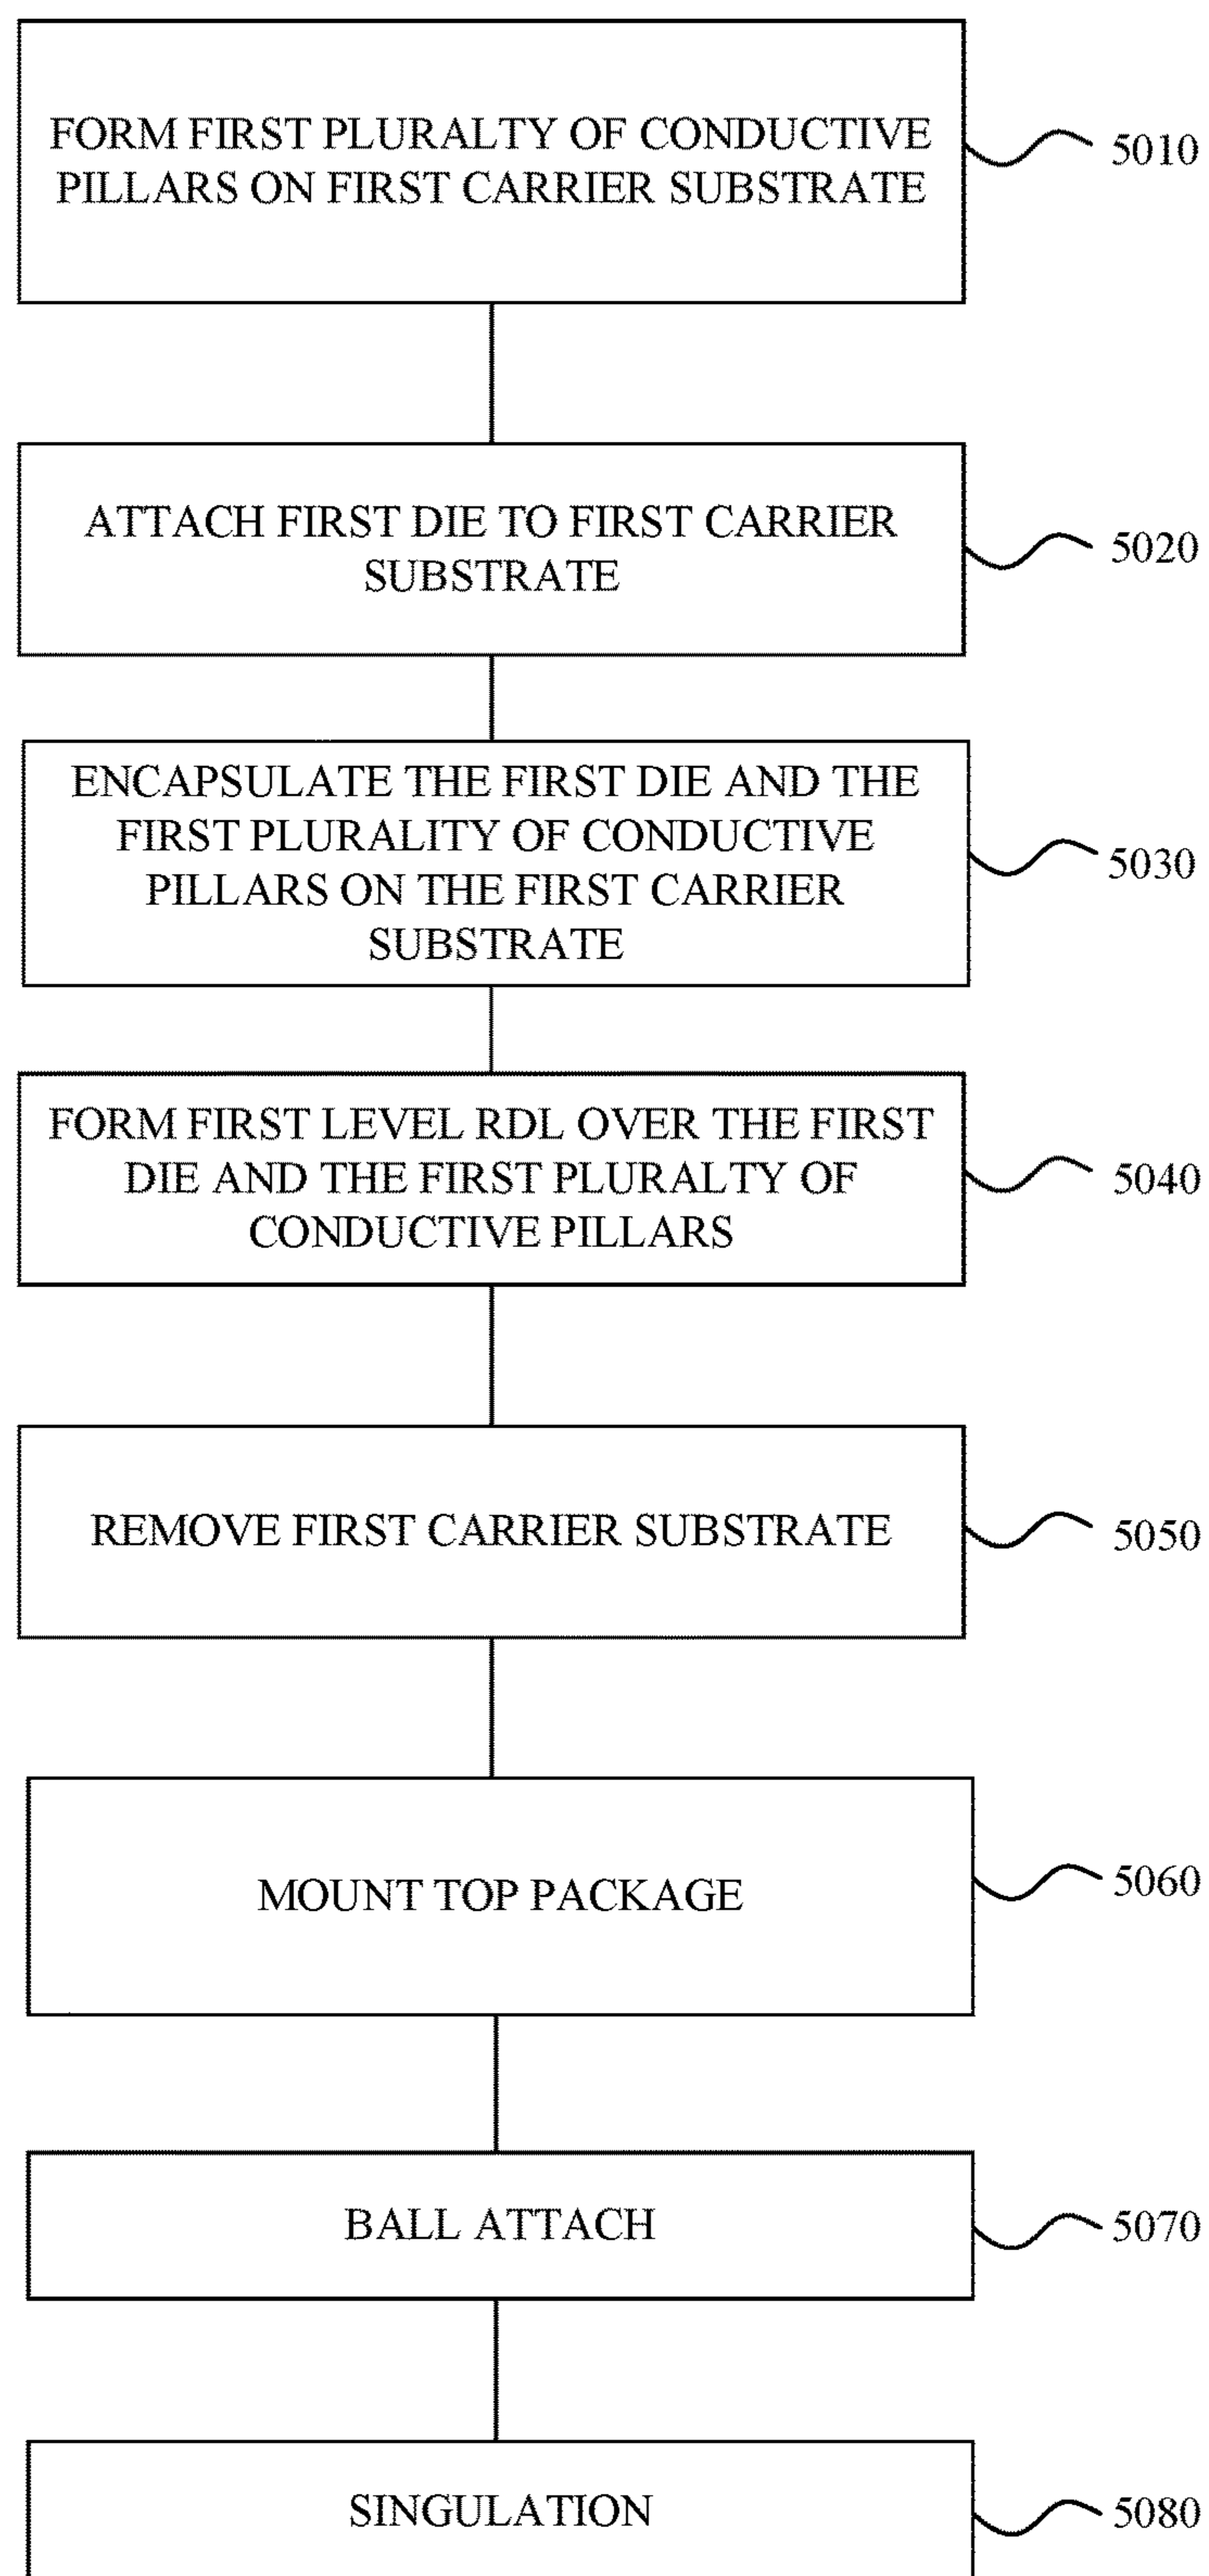 FORM FIRST PLURALTY OF CONDUCTIVE
PILLARS ON FIRST CARRIER SUBSTRATE
5010
ATTACH FIRST DIE TO FIRST CARRIER
SUBSTRATE
5020
ENCAPSULATE THE FIRST DIE AND THE
FIRST PLURALITY OF CONDUCTIVE
PILLARS ON THE FIRST CARRIER
SUBSTRATE
5030
FORM FIRST LEVEL RDL OVER THE FIRST
DIE AND THE FIRST PLURALTY OF
CONDUCTIVE PILLARS
5040
REMOVE FIRST CARRIER SUBSTRATE
5050
MOUNT TOP PACKAGE
5060
BALL ATTACH
5070
SINGULATION
5080